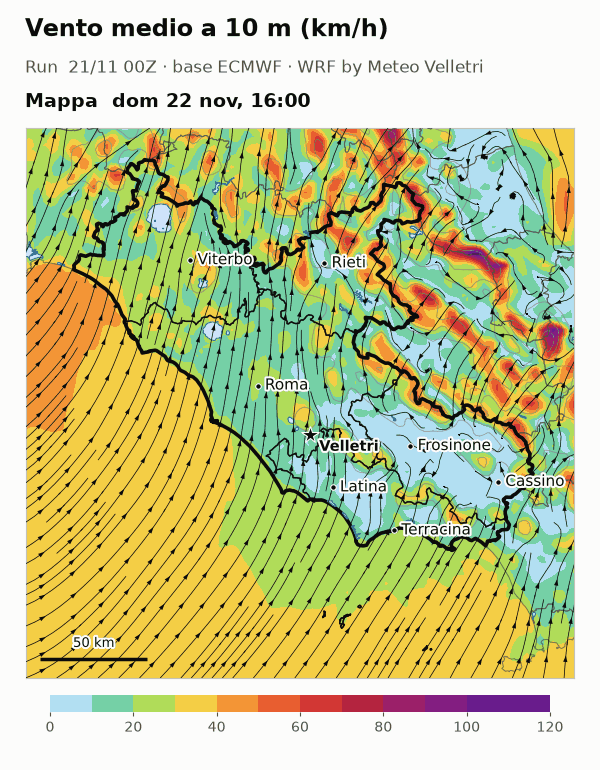 Vento medio a 10 m (km/h)
Run 21/11 00Z · base ECMWF · WRF by Meteo Velletri
Mappa dom 22 nov, 16:00
Viterbo
Rieti
Roma
Velletri
Frosinone
Cassino
Latina
Terracina
50 km
0 20 40 60 80 100 120